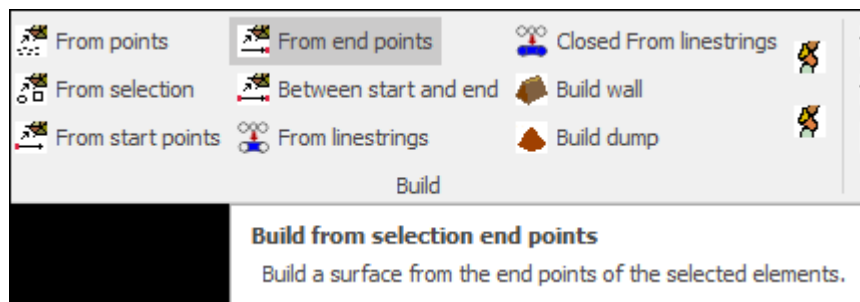 From points
From end points
Closed From linestrings
From selection
Between start and end
Build wall
From start points
From linestrings
Build dump
Build
Build from selection end points
Build a surface from the end points of the selected elements.